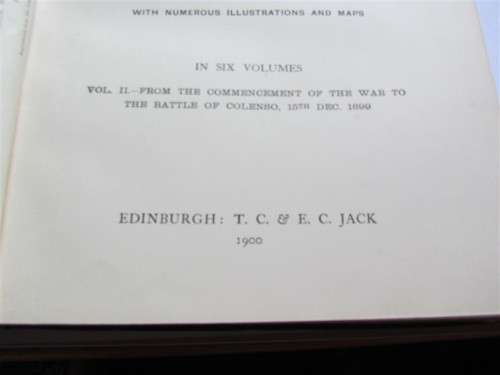 WITH NUMEROUS ILLUSTRATIONS AND MAPS
IN SIX VOLUMES
VOL. II.—FROM THE COMMENCEMENT OF THE WAR TO
THE BATTLE OF COLENSO, 15TH DEC. 1899
EDINBURGH: T. C. & E. C. JACK
1900